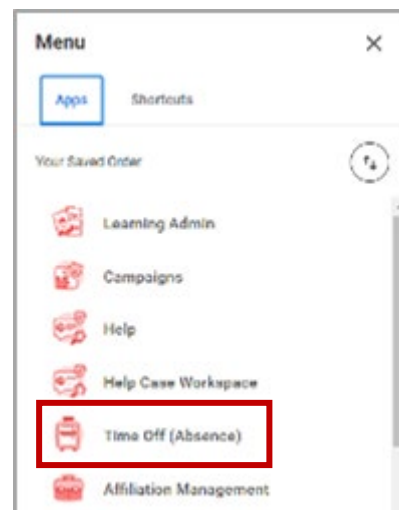 Menu
Apps Shortcuts
Your Saved Order
Learning Admin
Campaigns
Help
Help Case Workspace
Time Off (Absence)
Affiliation Management